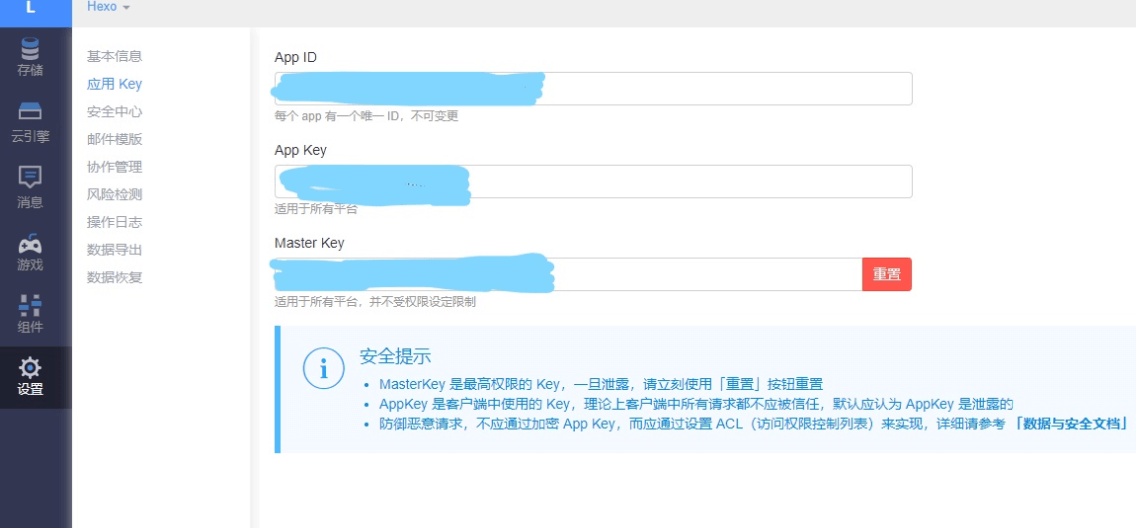 L
Hexo
存储
云引擎
消息
游戏
组件
设置
基本信息
应用 Key
安全中心
邮件模版
协作管理
风险检测
操作日志
数据导出
数据恢复
App ID
每个 app 有一个唯一 ID，不可变更
App Key
适用于所有平台
Master Key
重置
适用于所有平台，并不受权限设定限制
安全提示
MasterKey 是最高权限的 Key，一旦泄露，请立刻使用「重置」按钮重置
AppKey 是客户端中使用的 Key，理论上客户端中所有请求都不应被信任，默认应认为 AppKey 是泄露的
防御恶意请求，不应通过加密 App Key，而应通过设置 ACL（访问权限控制列表）来实现，详细请参考 「数据与安全文档」